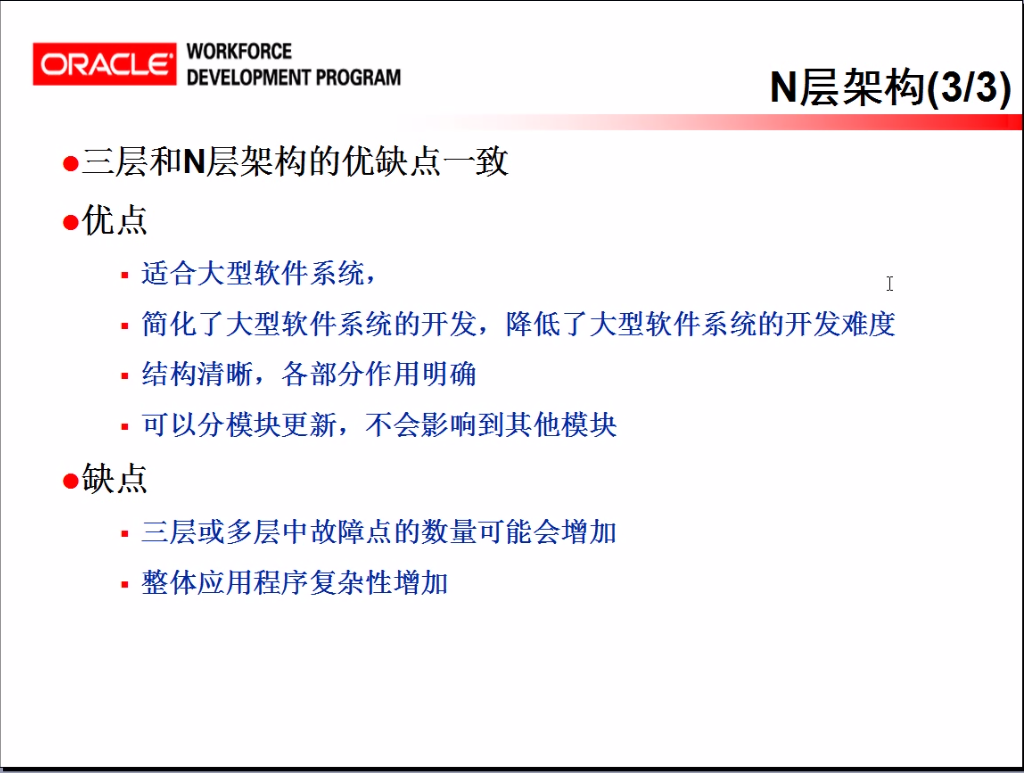 ORACLE WORKFORCE
DEVELOPMENT PROGRAM
N层架构(3/3)
三层和N层架构的优缺点一致
优点
适合大型软件系统，
简化了大型软件系统的开发，降低了大型软件系统的开发难度
结构清晰，各部分作用明确
可以分模块更新，不会影响到其他模块
缺点
三层或多层中故障点的数量可能会增加
整体应用程序复杂性增加